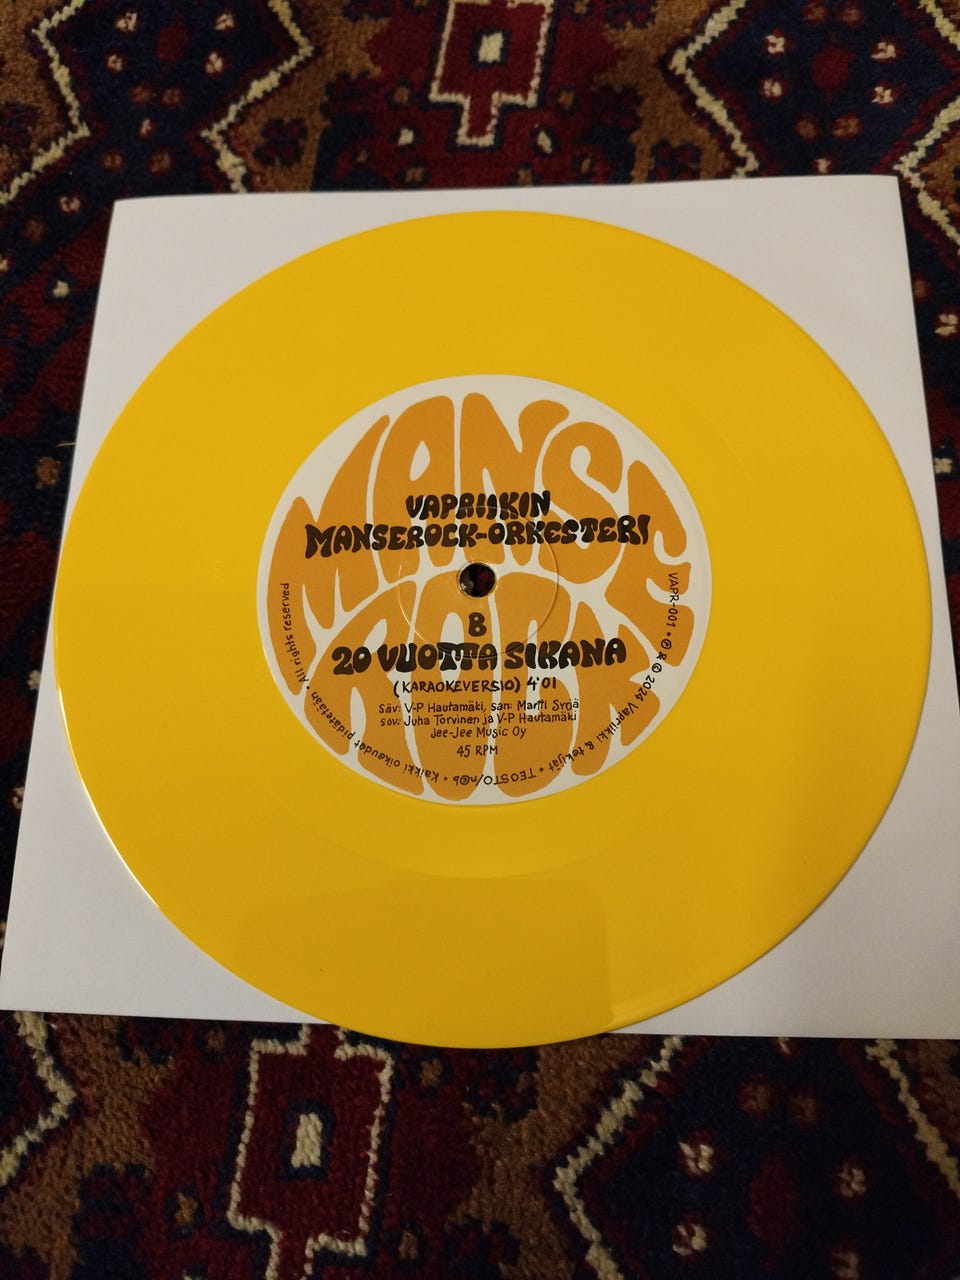 MANSE
ROCK
VAPRIIKIN
MANSEROCK-ORKESTERI
B
20 VUOTTA SIKANA
(KARAOKEVERSIO) 4'01
Säv: V-P Hautamäki, san: Martti Syrjä
sov: Juha Torvinen ja V-P Hautamäki
Jee-Jee Music Oy
45 RPM
VAPR-001 • ℗ & © 2024 Vapriikki & tekijät • TEOSTO/n©b • Kaikki oikeudet pidätetään • All rights reserved